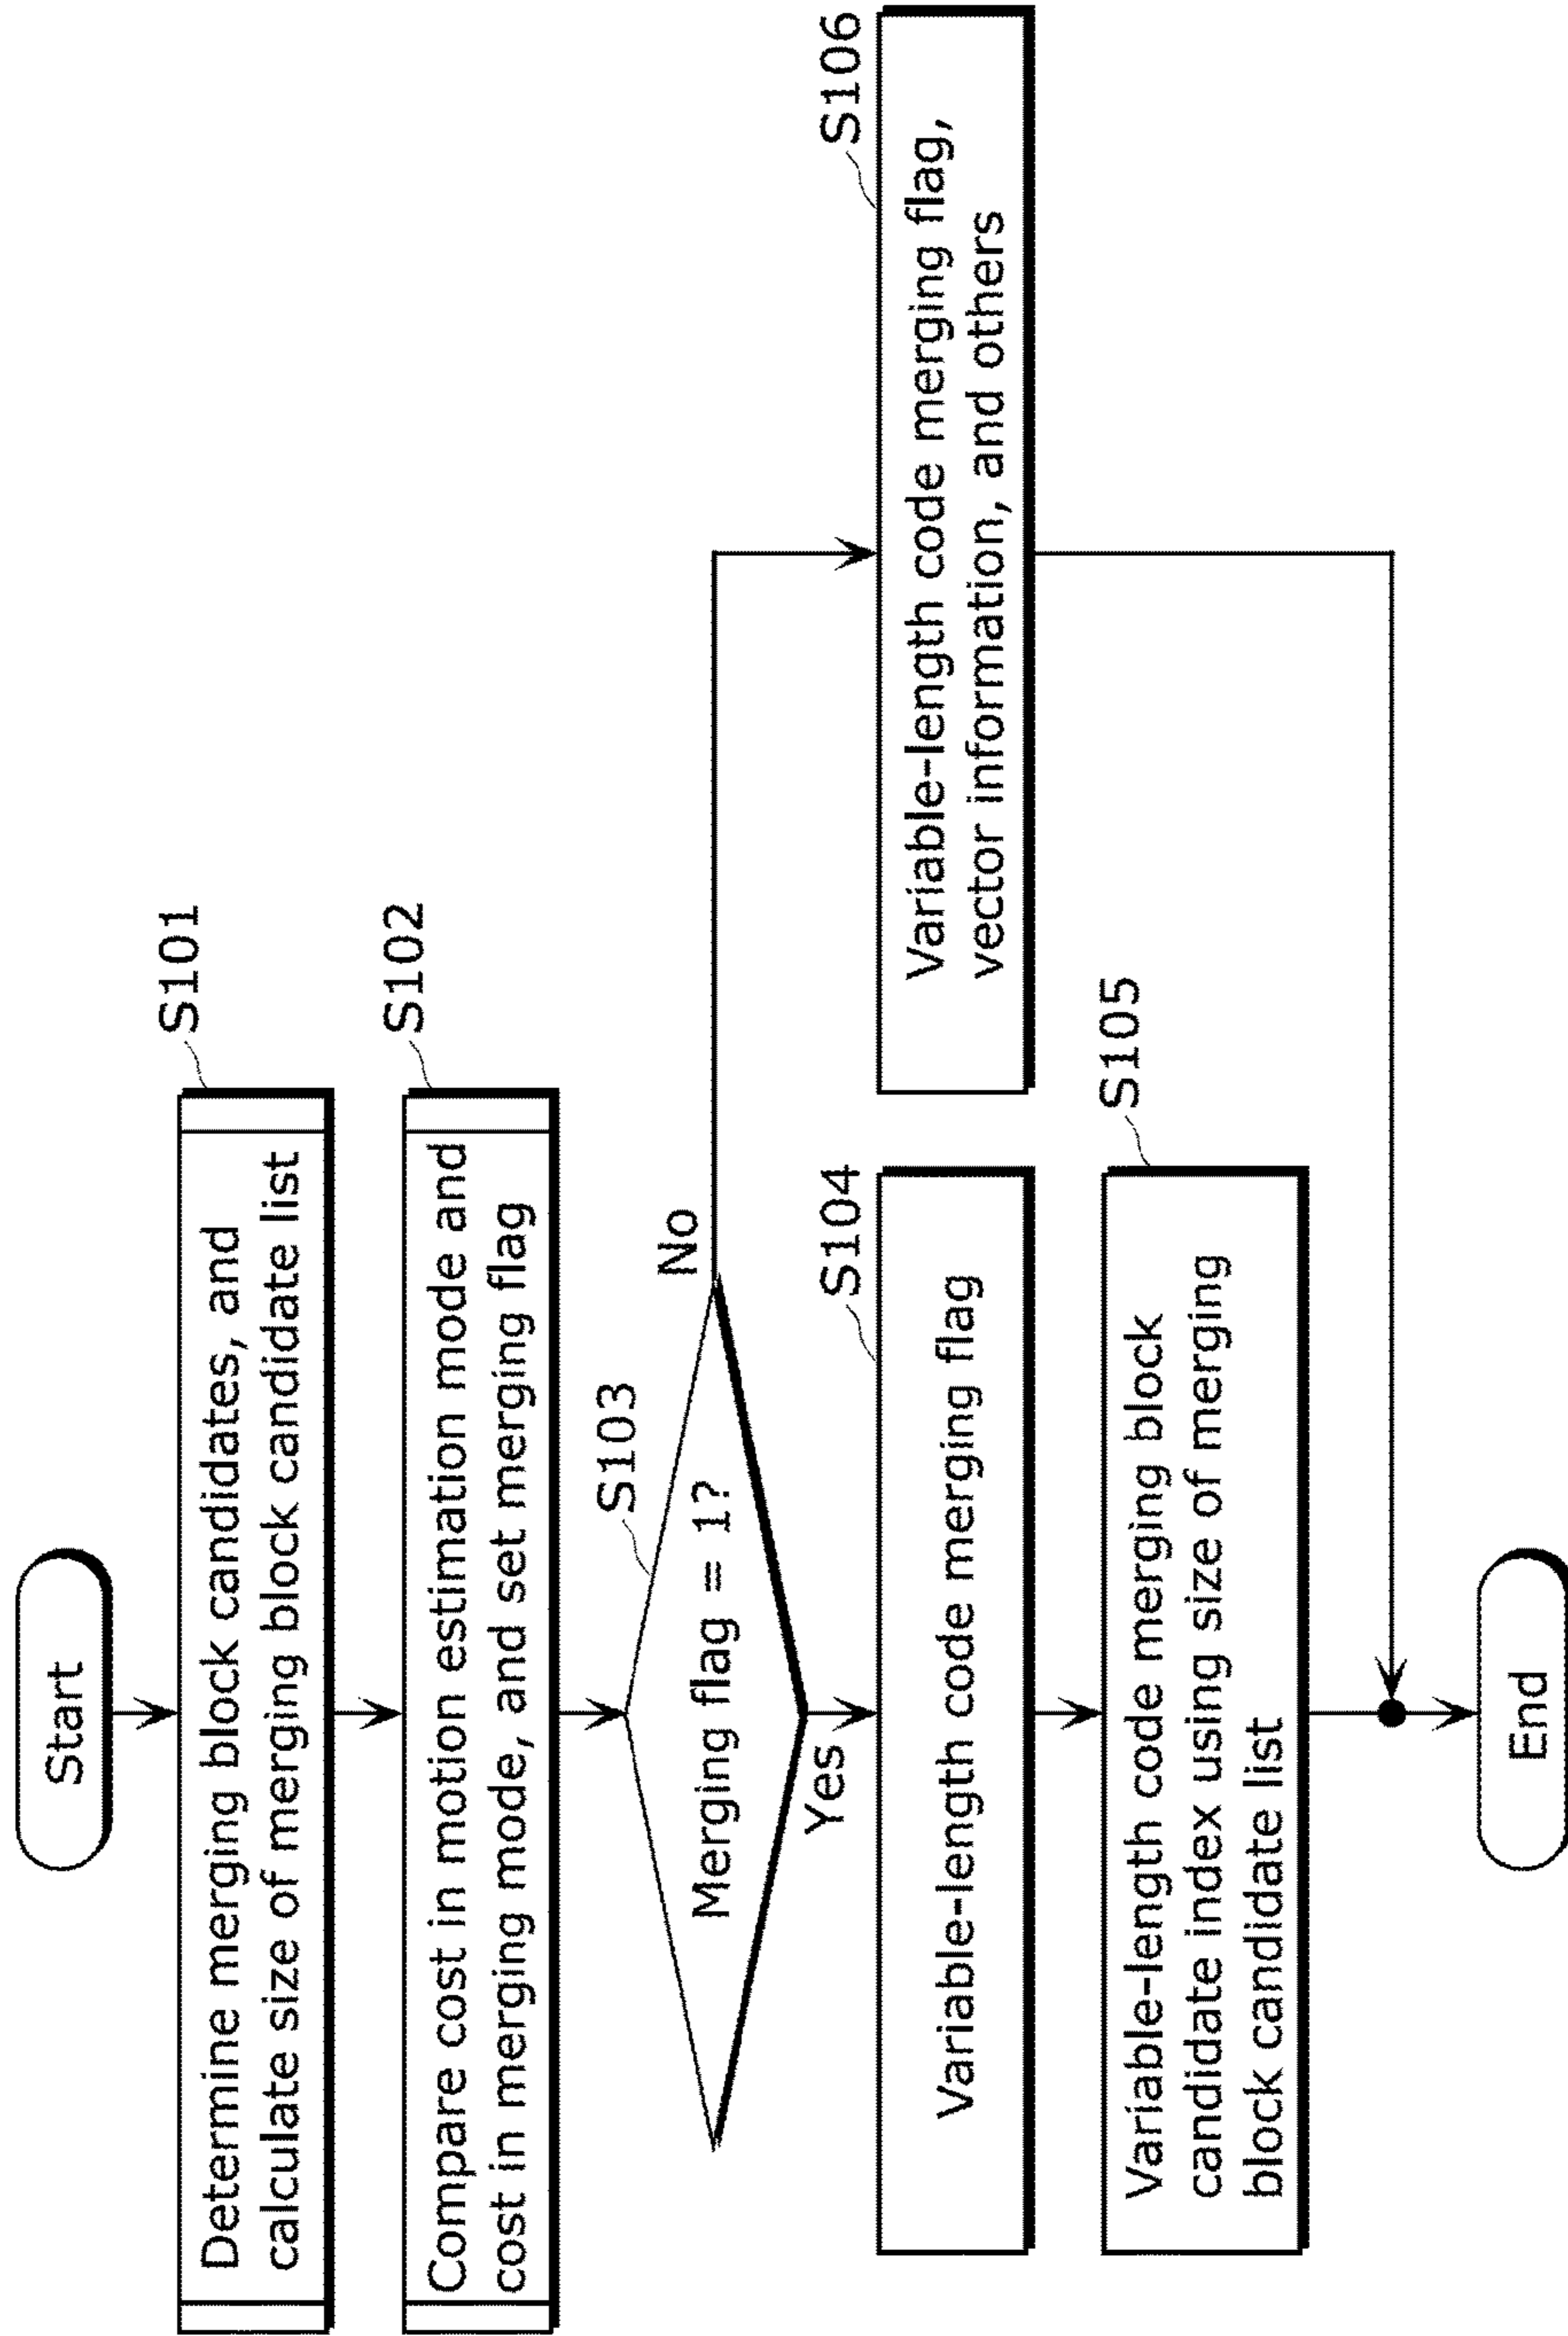 Start
S101
Determine merging block candidates, and
calculate size of merging block candidate list
S102
Compare cost in motion estimation mode and
cost in merging mode, and set merging flag
S103
Merging flag = 1?
No
Yes
S104
Variable-length code merging flag
S106
Variable-length code merging flag,
vector information, and others
S105
Variable-length code merging block
candidate index using size of merging
block candidate list
End